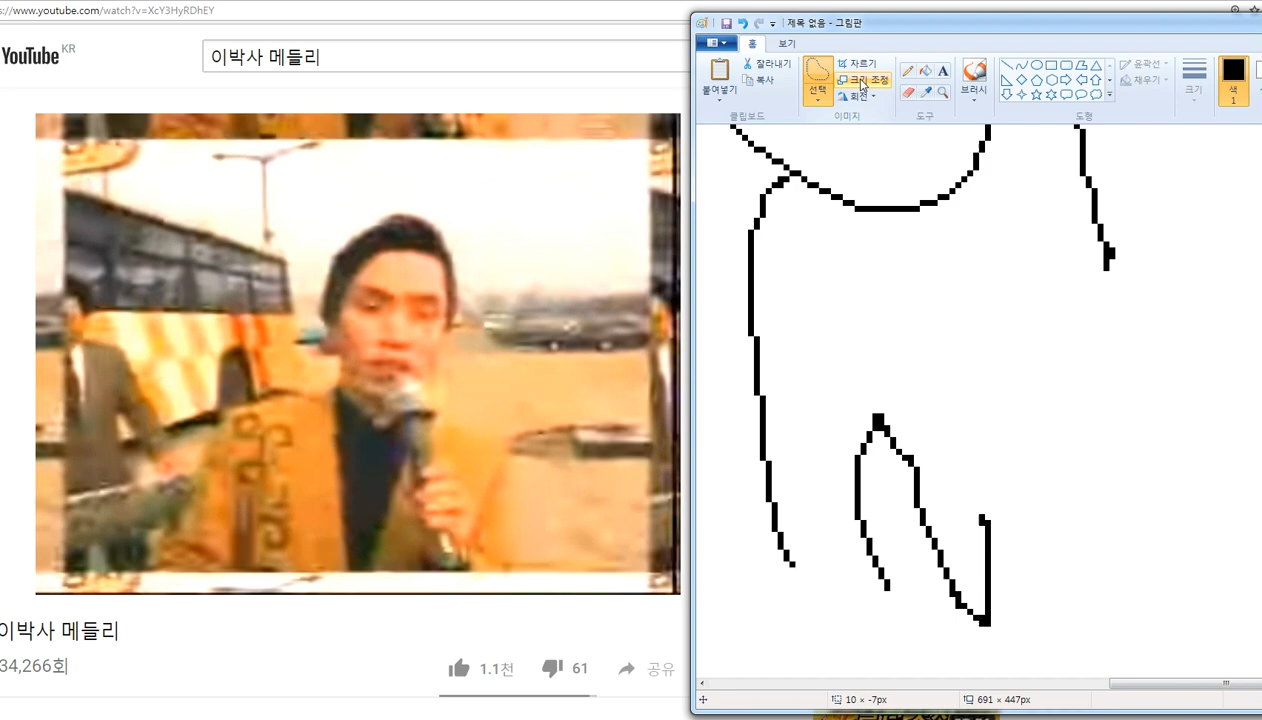 s://www.youtube.com/watch?v=XcY3HyRDhEY
YouTube KR
이박사 메들리
이박사 메들리
34,266회
1.1천
61
공유
제목 없음 - 그림판
홈
보기
붙여넣기
잘라내기
복사
클립보드
선택
자르기
크기 조정
회전
이미지
A
도구
브러시
윤곽선
채우기
도형
크기
색
1
10 × -7px
691 × 447px